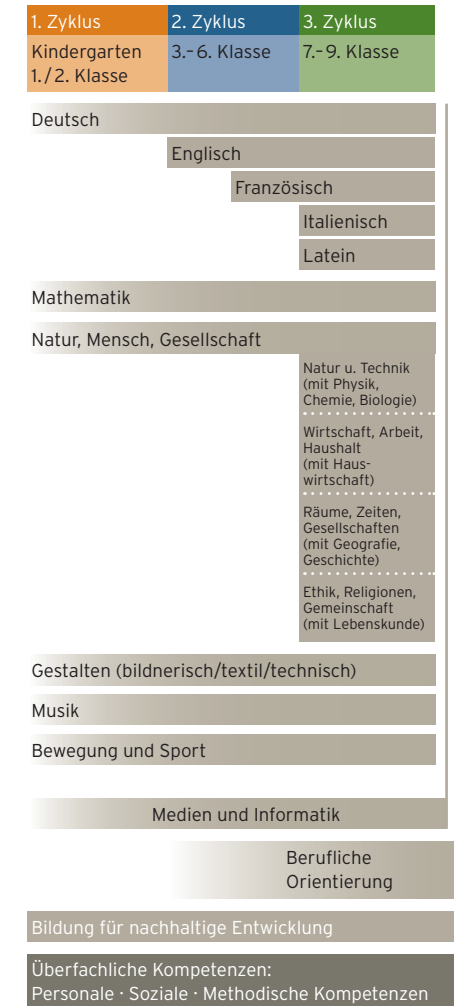 1. Zyklus
2. Zyklus
3. Zyklus
Kindergarten
1./2. Klasse
3.–6. Klasse
7.–9. Klasse
Deutsch
Englisch
Französisch
Italienisch
Latein
Mathematik
Natur, Mensch, Gesellschaft
Natur u. Technik
(mit Physik,
Chemie, Biologie)
Wirtschaft, Arbeit,
Haushalt
(mit Haus-
wirtschaft)
Räume, Zeiten,
Gesellschaften
(mit Geografie,
Geschichte)
Ethik, Religionen,
Gemeinschaft
(mit Lebenskunde)
Gestalten (bildnerisch/textil/technisch)
Musik
Bewegung und Sport
Medien und Informatik
Berufliche
Orientierung
Bildung für nachhaltige Entwicklung
Überfachliche Kompetenzen:
Personale · Soziale · Methodische Kompetenzen